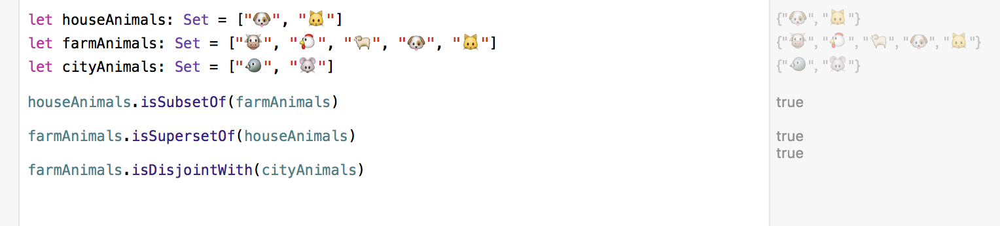 let houseAnimals: Set = ["🐶", "🐱"]
let farmAnimals: Set = ["🐮", "🐔", "🐑", "🐶", "🐱"]
let cityAnimals: Set = ["🐦", "🐭"]
houseAnimals.isSubsetOf(farmAnimals)
farmAnimals.isSupersetOf(houseAnimals)
farmAnimals.isDisjointWith(cityAnimals)
{"🐶", "🐱"}
{"🐮", "🐔", "🐑", "🐶", "🐱"}
{"🐦", "🐭"}
true
true
true